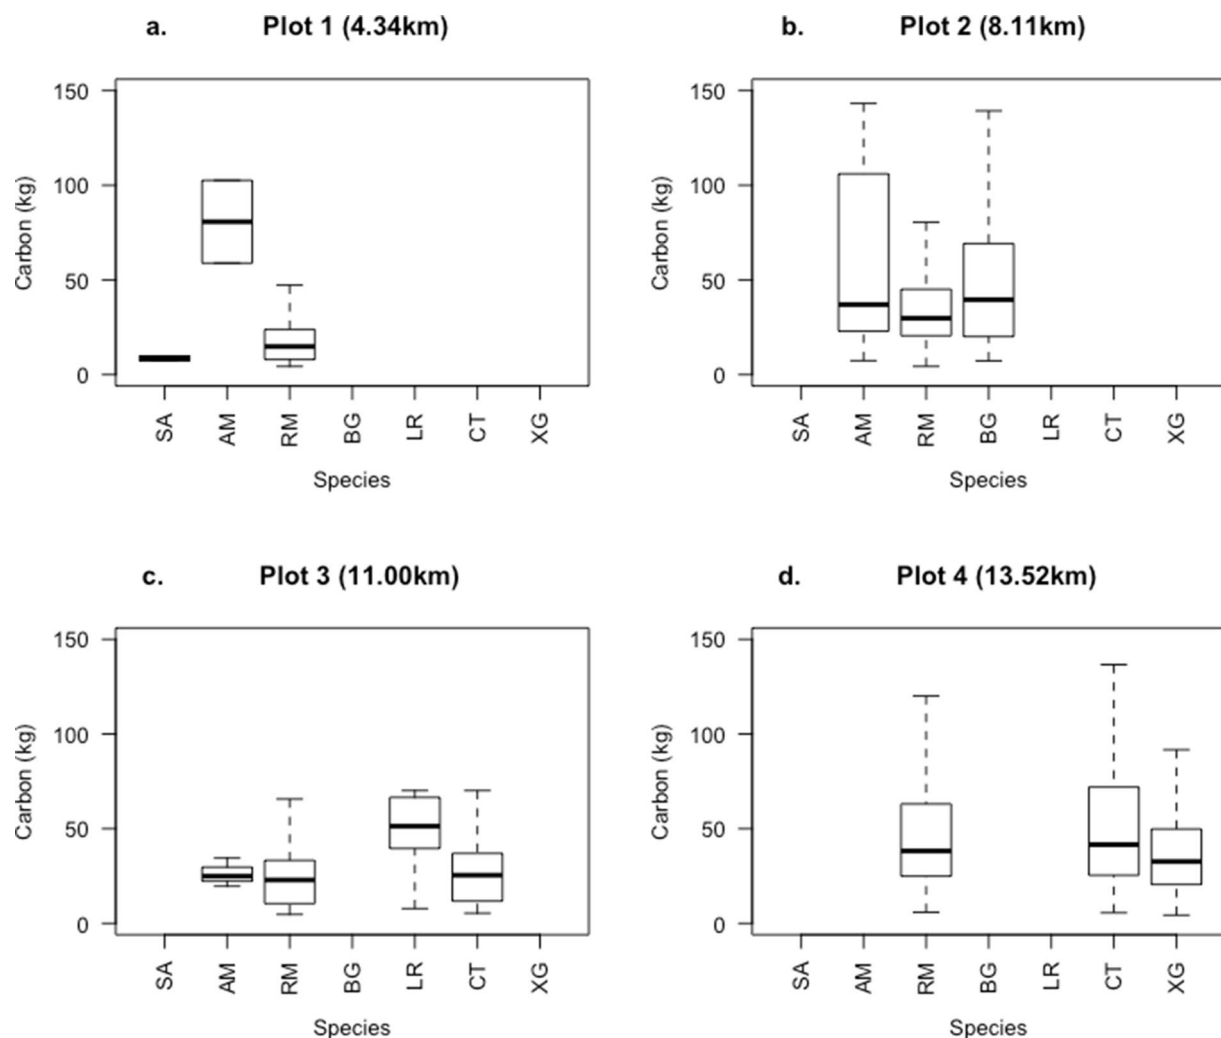 a. Plot 1 (4.34km)
150
100
50
0
Carbon (kg)
SA AM RM BG LR CT XG
Species
b. Plot 2 (8.11km)
150
100
50
0
Carbon (kg)
SA AM RM BG LR CT XG
Species
c. Plot 3 (11.00km)
150
100
50
0
Carbon (kg)
SA AM RM BG LR CT XG
Species
d. Plot 4 (13.52km)
150
100
50
0
Carbon (kg)
SA AM RM BG LR CT XG
Species